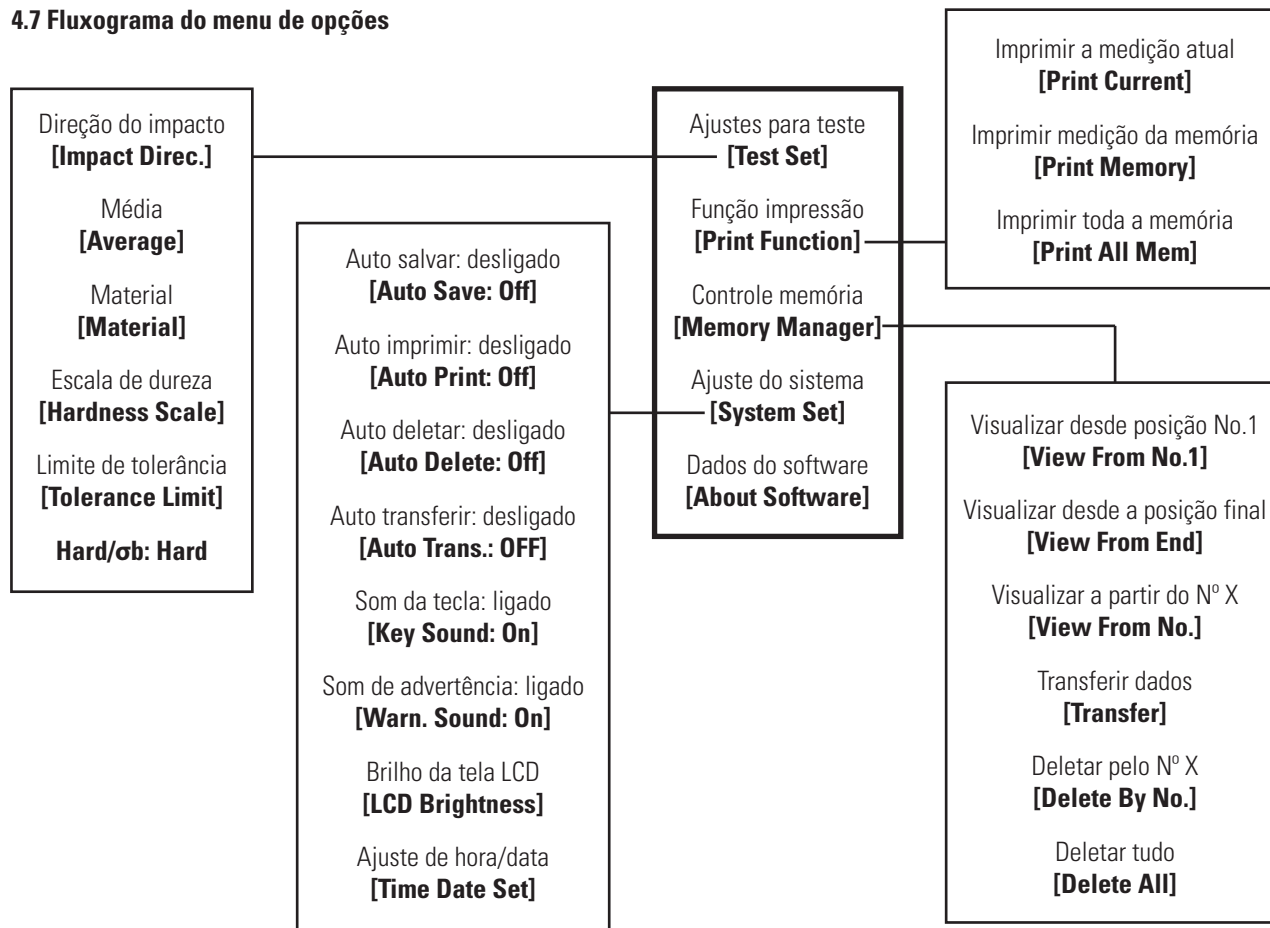 4.7 Fluxograma do menu de opções
Direção do impacto
[Impact Direc.]
Média
[Average]
Material
[Material]
Escala de dureza
[Hardness Scale]
Limite de tolerância
[Tolerance Limit]
Hard/σb: Hard
Auto salvar: desligado
[Auto Save: Off]
Auto imprimir: desligado
[Auto Print: Off]
Auto deletar: desligado
[Auto Delete: Off]
Auto transferir: desligado
[Auto Trans.: OFF]
Som da tecla: ligado
[Key Sound: On]
Som de advertência: ligado
[Warn. Sound: On]
Brilho da tela LCD
[LCD Brightness]
Ajuste de hora/data
[Time Date Set]
Ajustes para teste
[Test Set]
Função impressão
[Print Function]
Controle memória
[Memory Manager]
Ajuste do sistema
[System Set]
Dados do software
[About Software]
Imprimir a medição atual
[Print Current]
Imprimir medição da memória
[Print Memory]
Imprimir toda a memória
[Print All Mem]
Visualizar desde posição No.1
[View From No.1]
Visualizar desde a posição final
[View From End]
Visualizar a partir do Nº X
[View From No.]
Transferir dados
[Transfer]
Deletar pelo Nº X
[Delete By No.]
Deletar tudo
[Delete All]